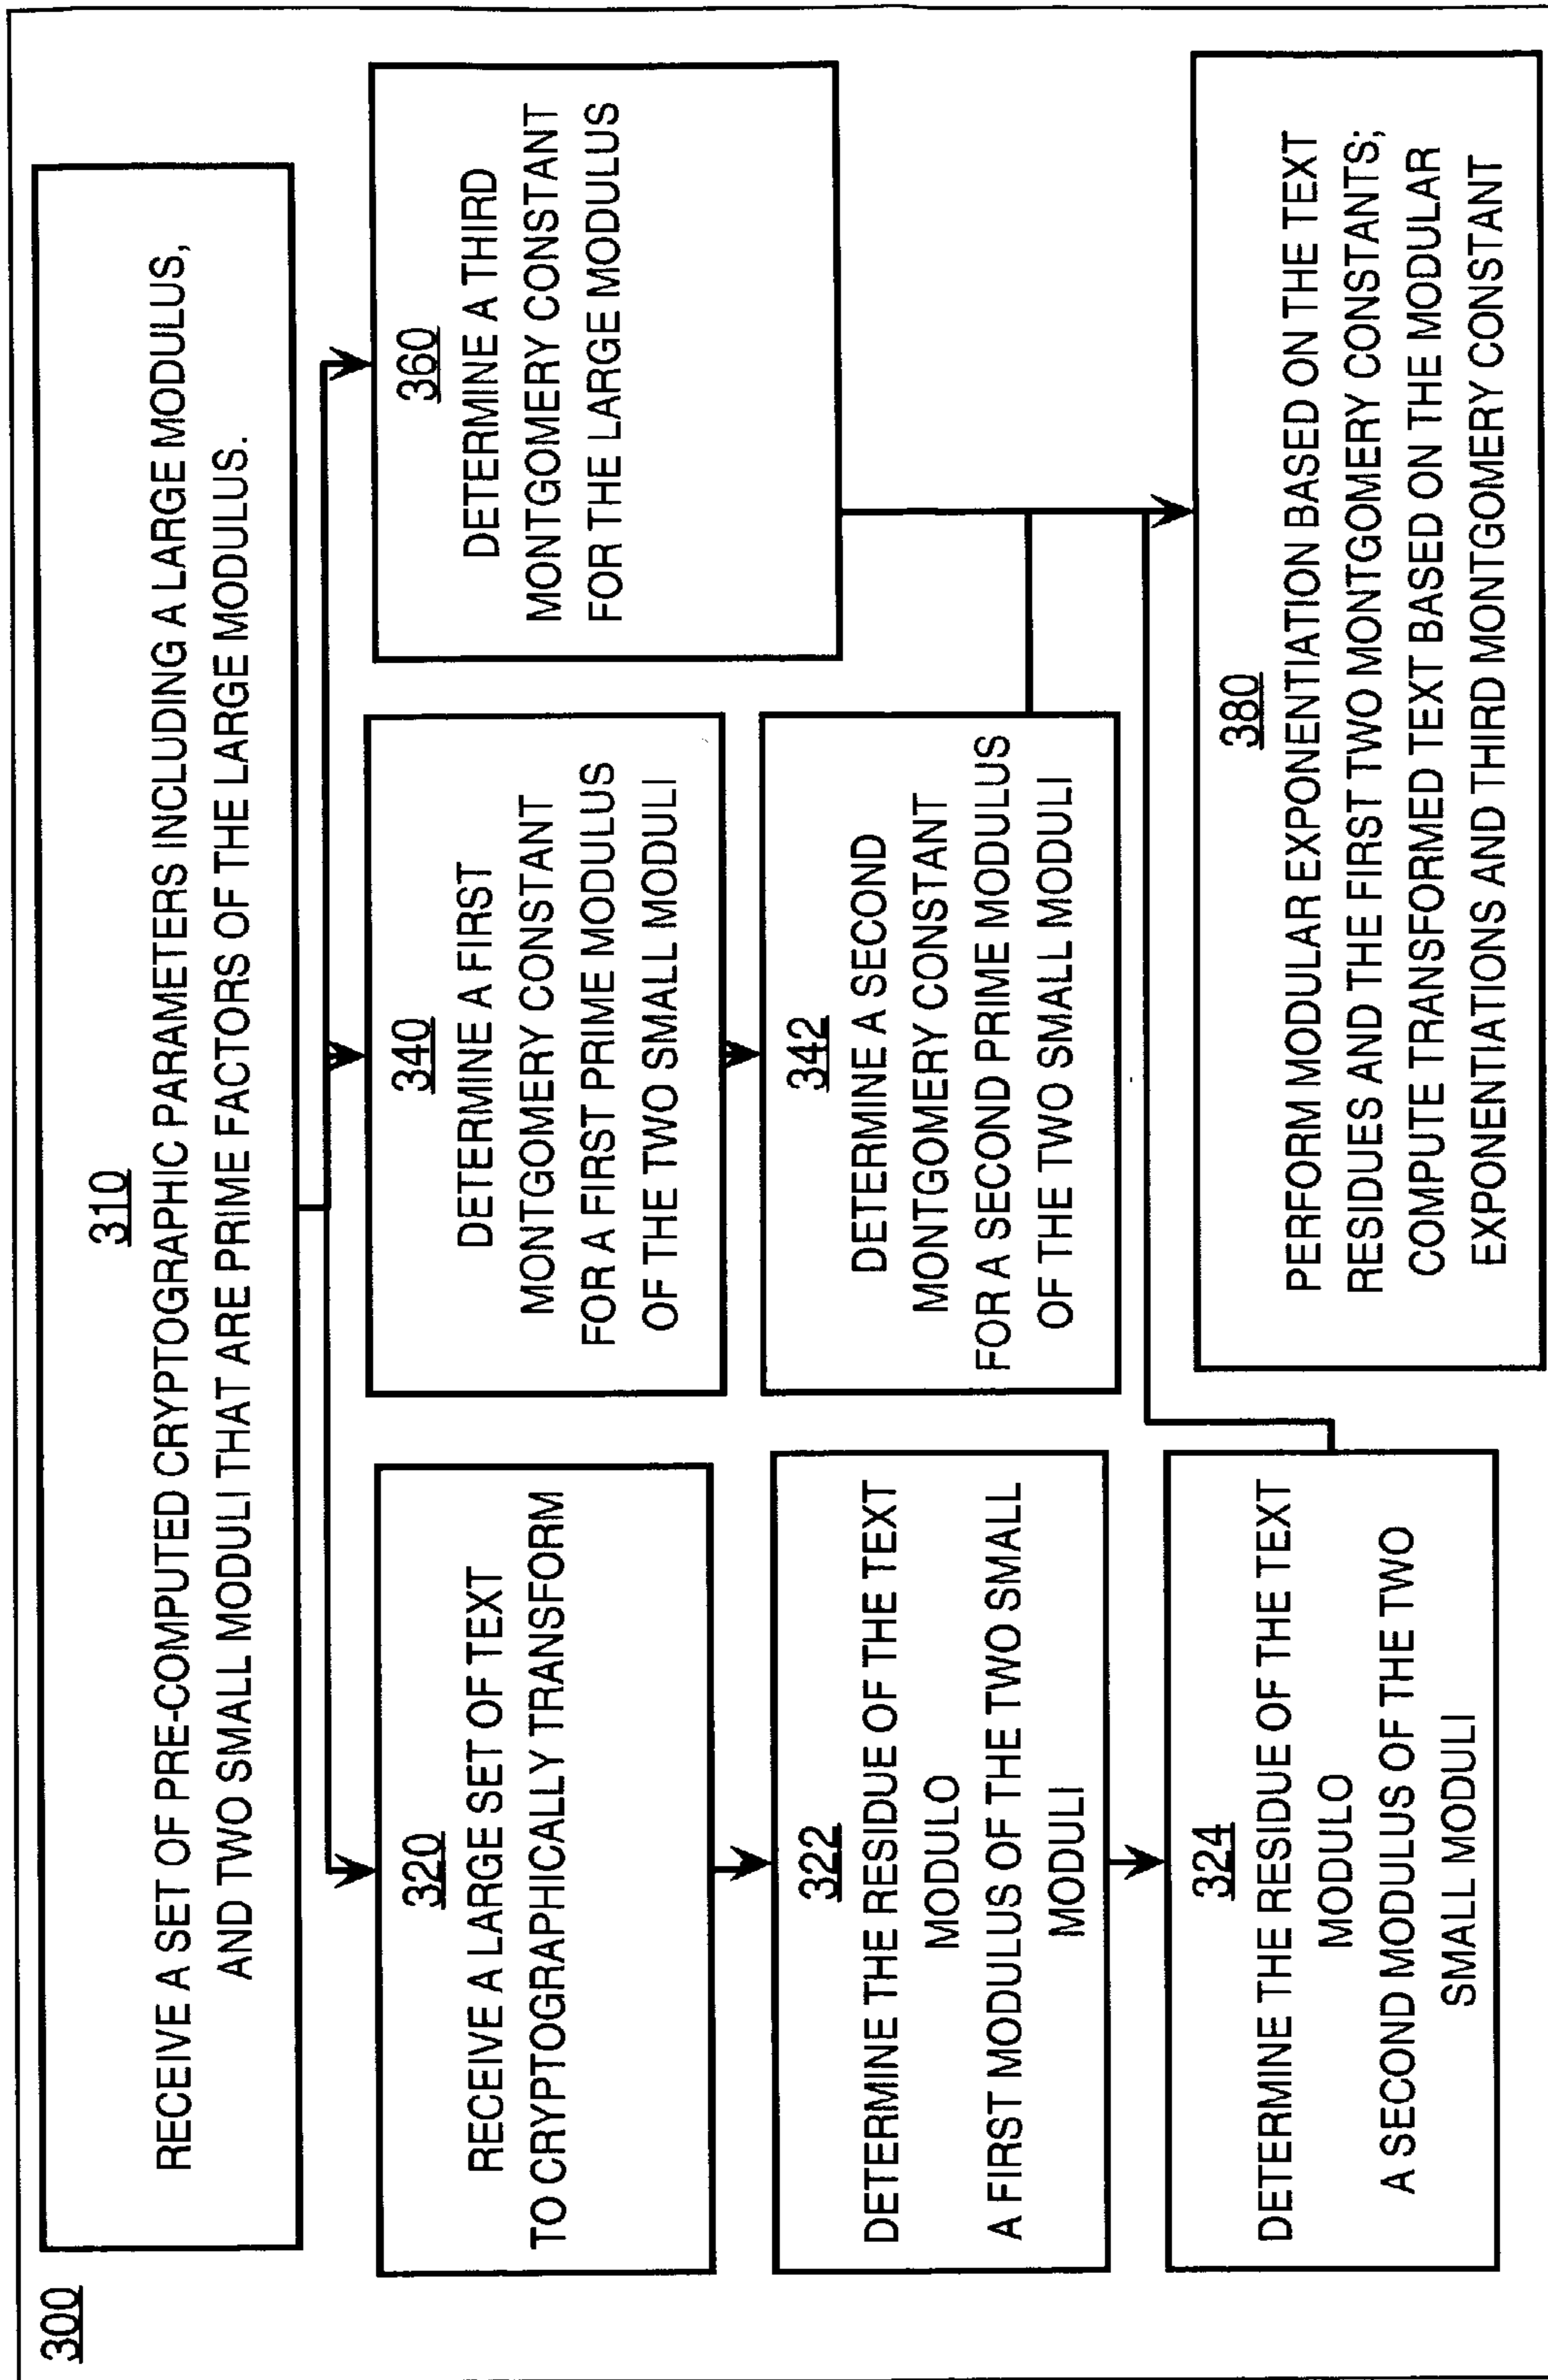 300
310
RECEIVE A SET OF PRE-COMPUTED CRYPTOGRAPHIC PARAMETERS INCLUDING A LARGE MODULUS,
AND TWO SMALL MODULI THAT ARE PRIME FACTORS OF THE LARGE MODULUS.
320
RECEIVE A LARGE SET OF TEXT
TO CRYPTOGRAPHICALLY TRANSFORM
322
DETERMINE THE RESIDUE OF THE TEXT
MODULO
A FIRST MODULUS OF THE TWO SMALL
MODULI
324
DETERMINE THE RESIDUE OF THE TEXT
MODULO
A SECOND MODULUS OF THE TWO
SMALL MODULI
340
DETERMINE A FIRST
MONTGOMERY CONSTANT
FOR A FIRST PRIME MODULUS
OF THE TWO SMALL MODULI
342
DETERMINE A SECOND
MONTGOMERY CONSTANT
FOR A SECOND PRIME MODULUS
OF THE TWO SMALL MODULI
360
DETERMINE A THIRD
MONTGOMERY CONSTANT
FOR THE LARGE MODULUS
380
PERFORM MODULAR EXPONENTIATION BASED ON THE TEXT
RESIDUES AND THE FIRST TWO MONTGOMERY CONSTANTS;
COMPUTE TRANSFORMED TEXT BASED ON THE MODULAR
EXPONENTIATIONS AND THIRD MONTGOMERY CONSTANT